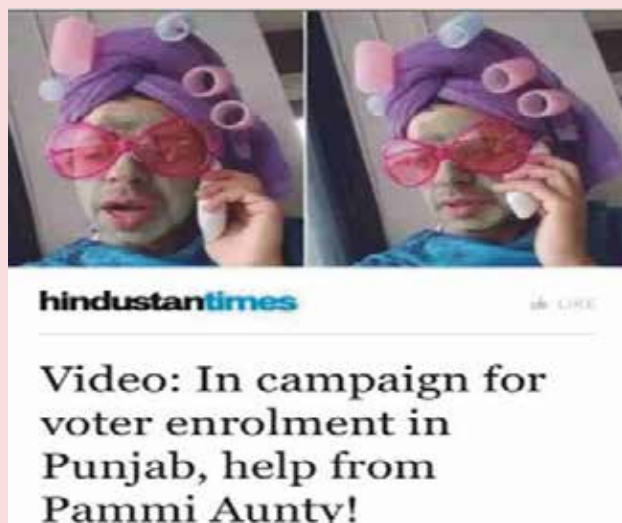 hindustantimes
LIKE
Video: In campaign for
voter enrolment in
Punjab, help from
Pammi Aunty!